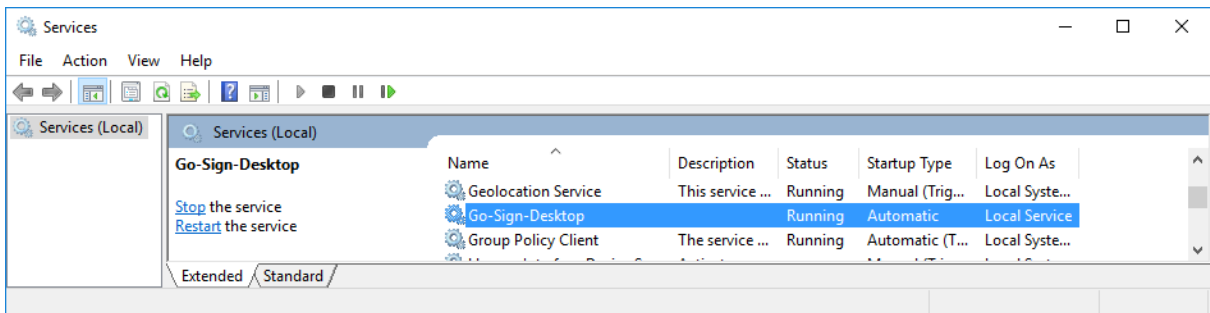 Services
File Action View Help
Services (Local)
Services (Local)
Go-Sign-Desktop
Stop the service
Restart the service
Name Description Status Startup Type Log On As
Geolocation Service This service ... Running Manual (Trig... Local Syste...
Go-Sign-Desktop Running Automatic Local Service
Group Policy Client The service ... Running Automatic (T... Local Syste...
Extended Standard